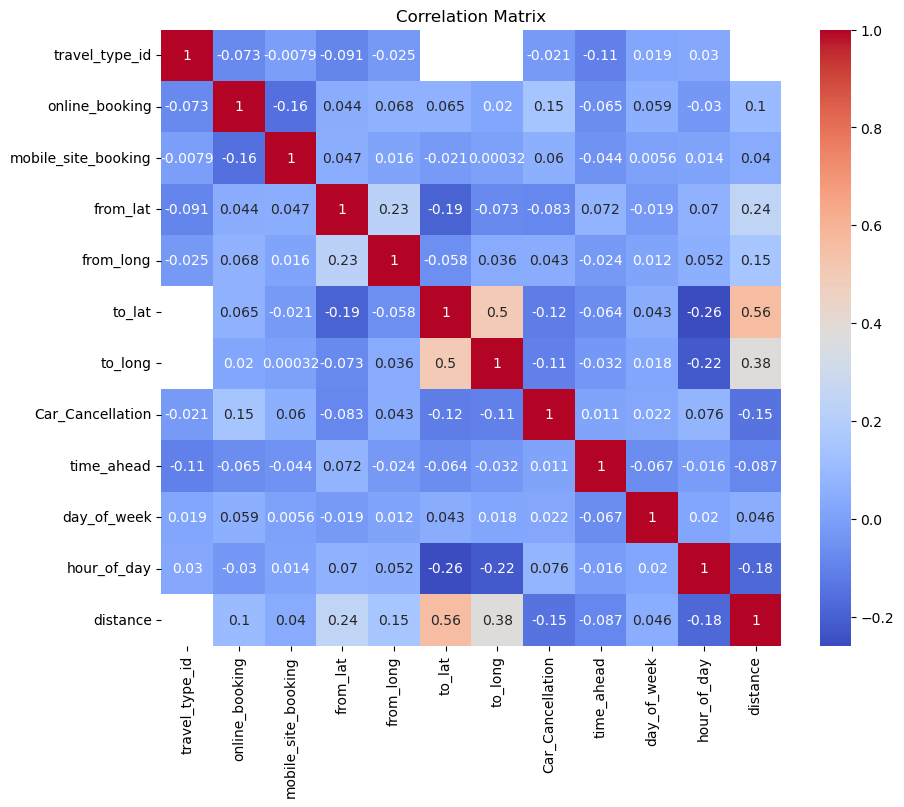 Correlation Matrix
travel_type_id 1 -0.073 -0.0079 -0.091 -0.025 -0.021 -0.11 0.019 0.03
online_booking -0.073 1 -0.16 0.044 0.068 0.065 0.02 0.15 -0.065 0.059 -0.03 0.1
mobile_site_booking -0.0079 -0.16 1 0.047 0.016 -0.021 0.00032 0.06 -0.044 0.0056 0.014 0.04
from_lat -0.091 0.044 0.047 1 0.23 -0.19 -0.073 -0.083 0.072 -0.019 0.07 0.24
from_long -0.025 0.068 0.016 0.23 1 -0.058 0.036 0.043 -0.024 0.012 0.052 0.15
to_lat 0.065 -0.021 -0.19 -0.058 1 0.5 -0.12 -0.064 0.043 -0.26 0.56
to_long 0.02 0.00032 -0.073 0.036 0.5 1 -0.11 -0.032 0.018 -0.22 0.38
Car_Cancellation -0.021 0.15 0.06 -0.083 0.043 -0.12 -0.11 1 0.011 0.022 0.076 -0.15
time_ahead -0.11 -0.065 -0.044 0.072 -0.024 -0.064 -0.032 0.011 1 -0.067 -0.016 -0.087
day_of_week 0.019 0.059 0.0056 -0.019 0.012 0.043 0.018 0.022 -0.067 1 0.02 0.046
hour_of_day 0.03 -0.03 0.014 0.07 0.052 -0.26 -0.22 0.076 -0.016 0.02 1 -0.18
distance 0.1 0.04 0.24 0.15 0.56 0.38 -0.15 -0.087 0.046 -0.18 1
travel_type_id
online_booking
mobile_site_booking
from_lat
from_long
to_lat
to_long
Car_Cancellation
time_ahead
day_of_week
hour_of_day
distance
1.0
0.8
0.6
0.4
0.2
0.0
−0.2